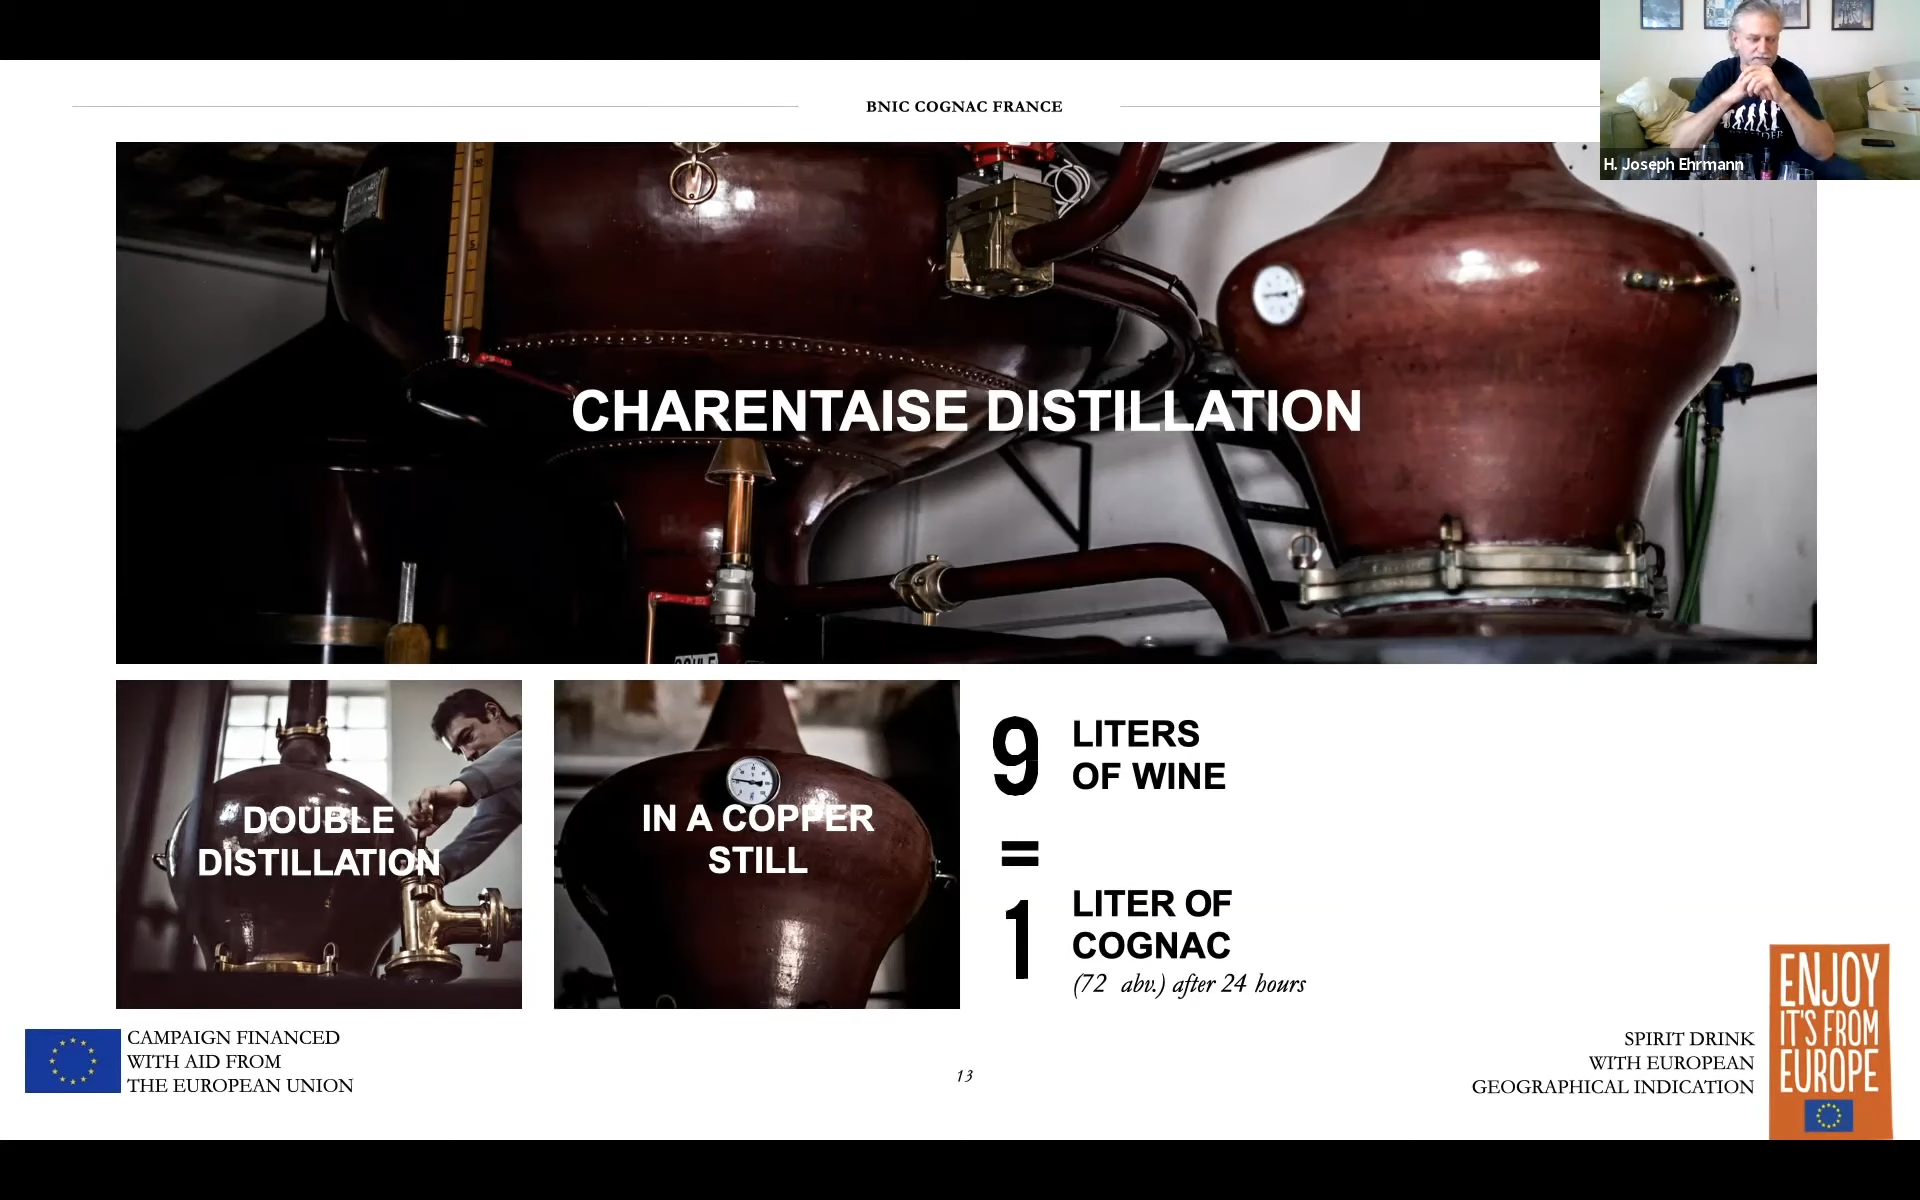 BNIC COGNAC FRANCE
H. Joseph Ehrmann
CHARENTAISE DISTILLATION
DOUBLE
DISTILLATION
IN A COPPER
STILL
9 LITERS
OF WINE
=
1 LITER OF
COGNAC
(72 abv.) after 24 hours
CAMPAIGN FINANCED
WITH AID FROM
THE EUROPEAN UNION
13
SPIRIT DRINK
WITH EUROPEAN
GEOGRAPHICAL INDICATION
ENJOY
IT'S FROM
EUROPE